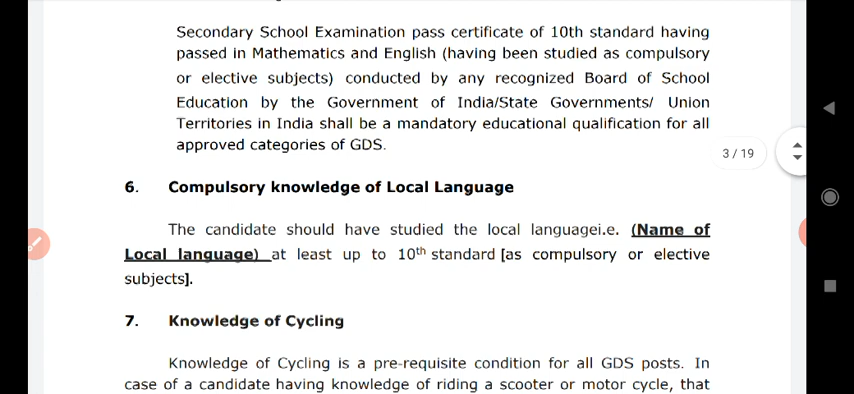 Secondary School Examination pass certificate of 10th standard having
passed in Mathematics and English (having been studied as compulsory
or elective subjects) conducted by any recognized Board of School
Education by the Government of India/State Governments/ Union
Territories in India shall be a mandatory educational qualification for all
approved categories of GDS.
3 / 19
6. Compulsory knowledge of Local Language
The candidate should have studied the local languagei.e. (Name of
Local language) at least up to 10th standard [as compulsory or elective
subjects].
7. Knowledge of Cycling
Knowledge of Cycling is a pre-requisite condition for all GDS posts. In
case of a candidate having knowledge of riding a scooter or motor cycle, that